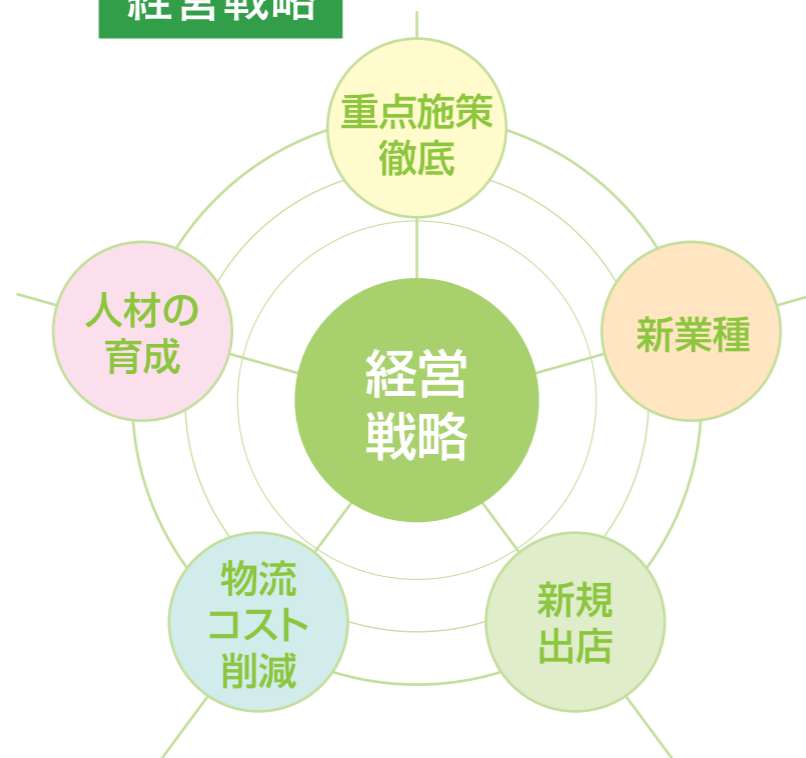 経営戦略
重点施策
徹底
人材の
育成
新業種
経営
戦略
物流
コスト
削減
新規
出店